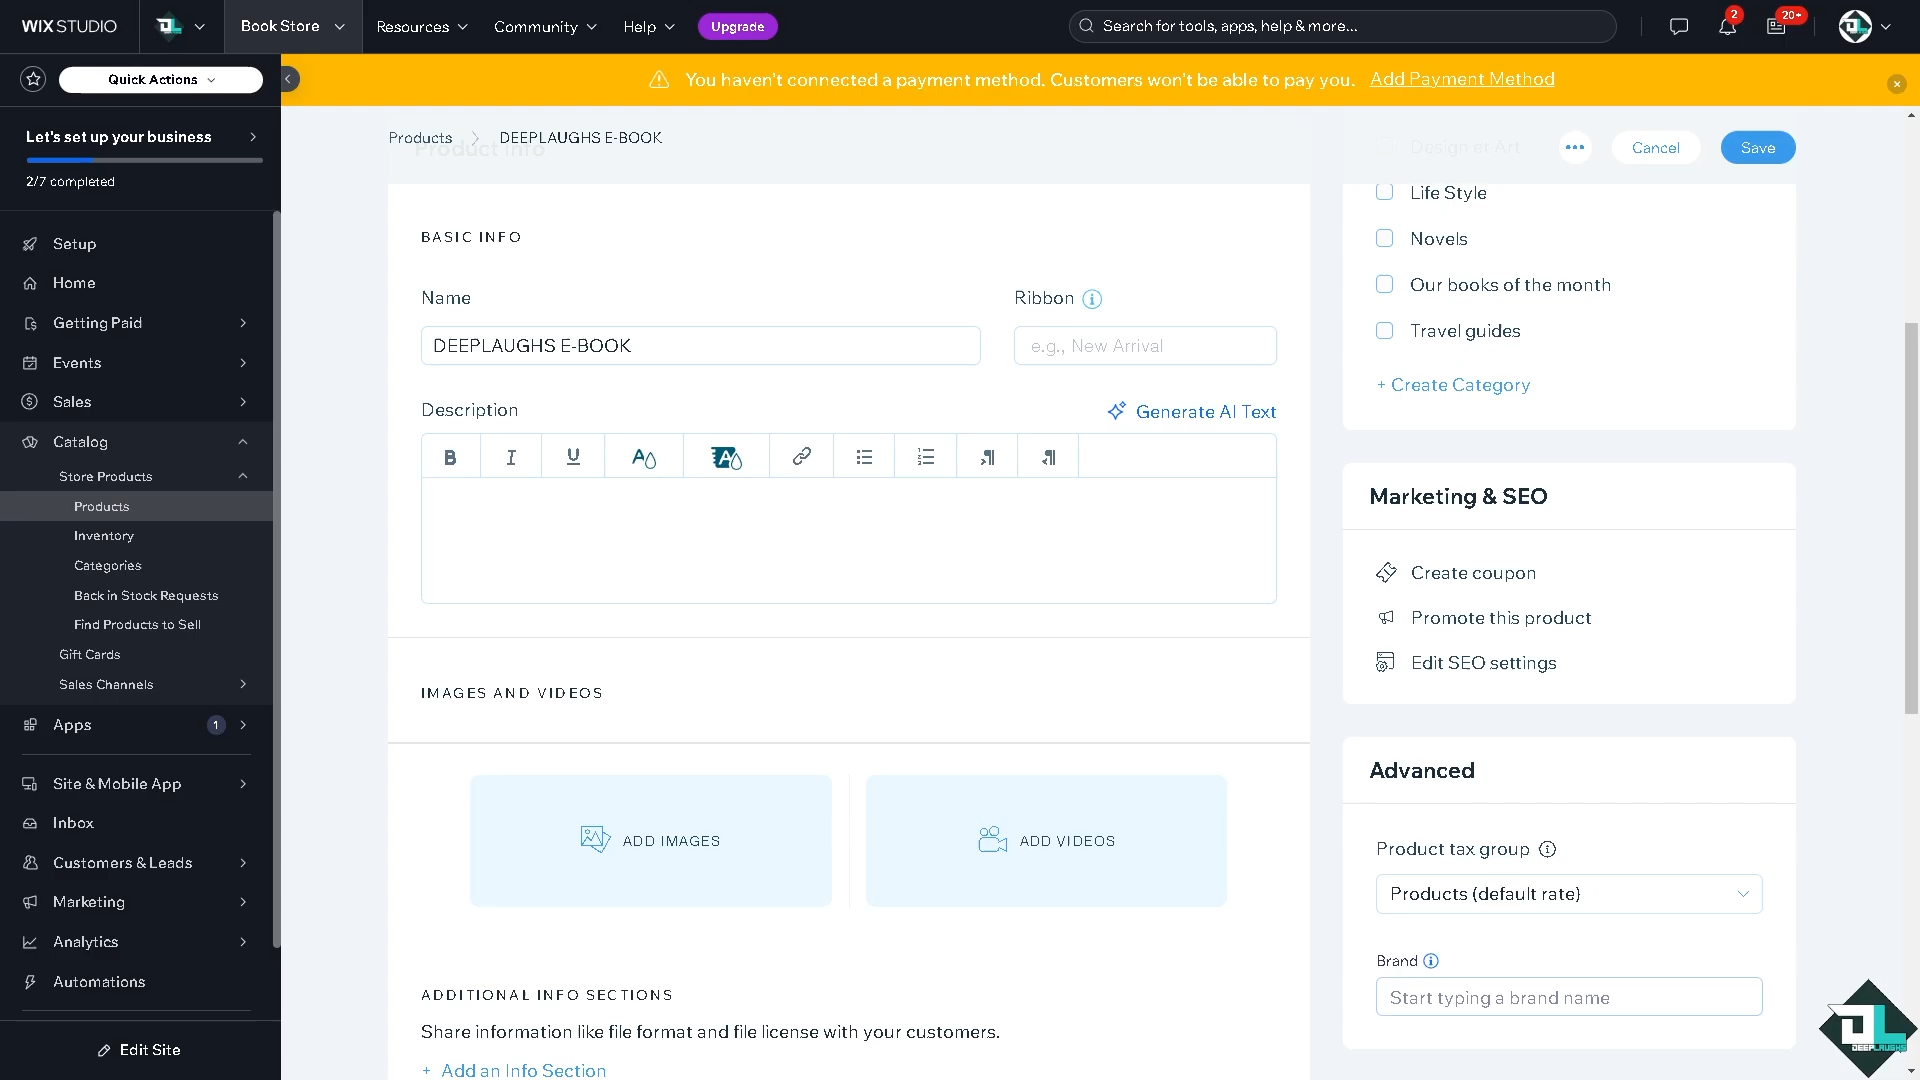 WIX STUDIO
Book Store
Resources
Community
Help
Upgrade
Search for tools, apps, help & more...
2
20+
Quick Actions
You haven't connected a payment method. Customers won't be able to pay you. Add Payment Method
Let's set up your business
2/7 completed
Setup
Home
Getting Paid
Events
Sales
Catalog
Store Products
Products
Inventory
Categories
Back in Stock Requests
Find Products to Sell
Gift Cards
Sales Channels
Apps
1
Site & Mobile App
Inbox
Customers & Leads
Marketing
Analytics
Automations
Edit Site
Products
DEEPLAUGHS E-BOOK
Product Info
Cancel
Save
BASIC INFO
Name
Ribbon
DEEPLAUGHS E-BOOK
e.g., New Arrival
Description
Generate AI Text
IMAGES AND VIDEOS
ADD IMAGES
ADD VIDEOS
ADDITIONAL INFO SECTIONS
Share information like file format and file license with your customers.
+ Add an Info Section
Designer Art
Life Style
Novels
Our books of the month
Travel guides
+ Create Category
Marketing & SEO
Create coupon
Promote this product
Edit SEO settings
Advanced
Product tax group
Products (default rate)
Brand
Start typing a brand name
DL
DEEPLAUGHS